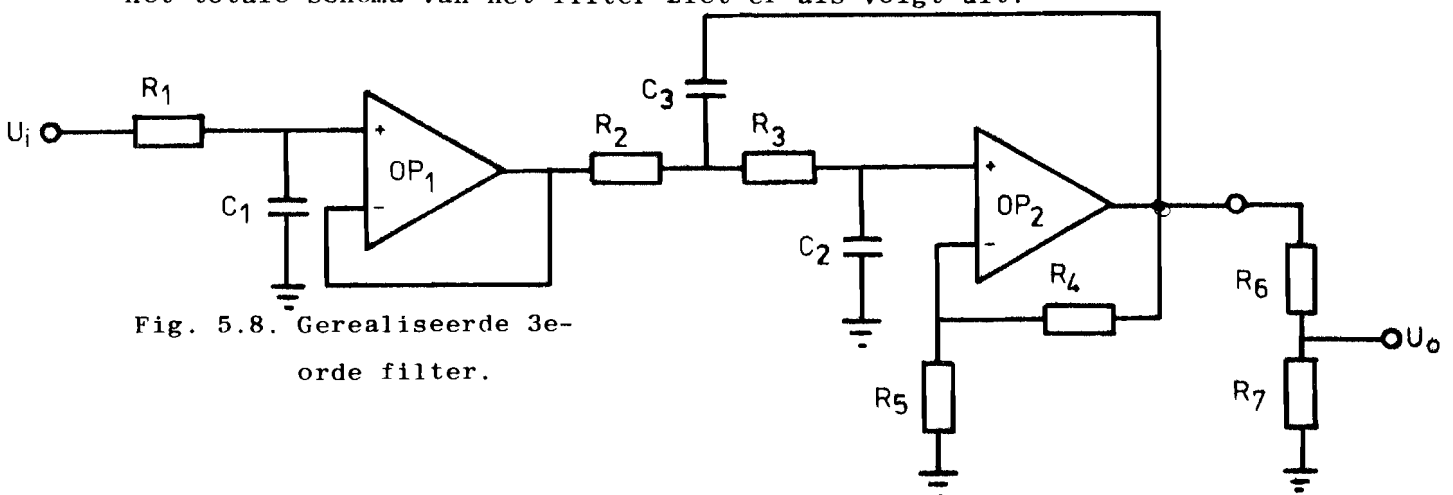 het totale schema van het filter ziet er als volgt uit:
R1
Ui
C1
+
OP1
-
R2
C3
R3
C2
+
OP2
-
R4
R5
R6
Uo
R7
Fig. 5.8. Gerealiseerde 3e-
orde filter.